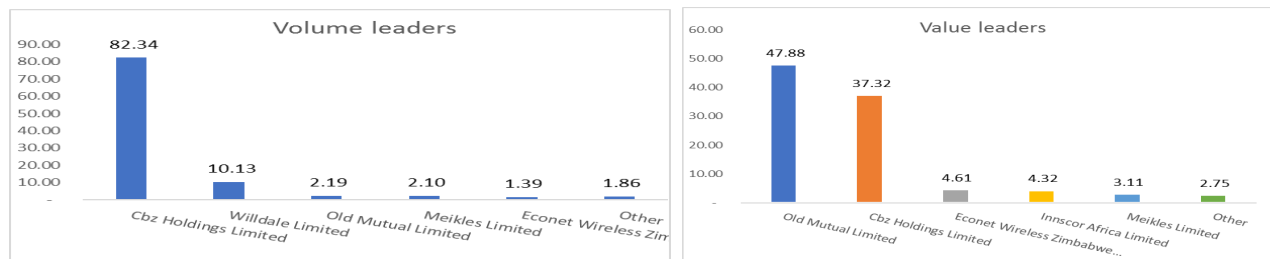 Volume leaders
90.00
80.00
70.00
60.00
50.00
40.00
30.00
20.00
10.00
-
82.34
10.13
2.19
2.10
1.39
1.86
Cbz Holdings Limited
Willdale Limited
Old Mutual Limited
Meikles Limited
Econet Wireless Zim
Other
Value leaders
60.00
50.00
40.00
30.00
20.00
10.00
-
47.88
37.32
4.61
4.32
3.11
2.75
Old Mutual Limited
Cbz Holdings Limited
Econet Wireless Zimbabwe...
Innscor Africa Limited
Meikles Limited
Other